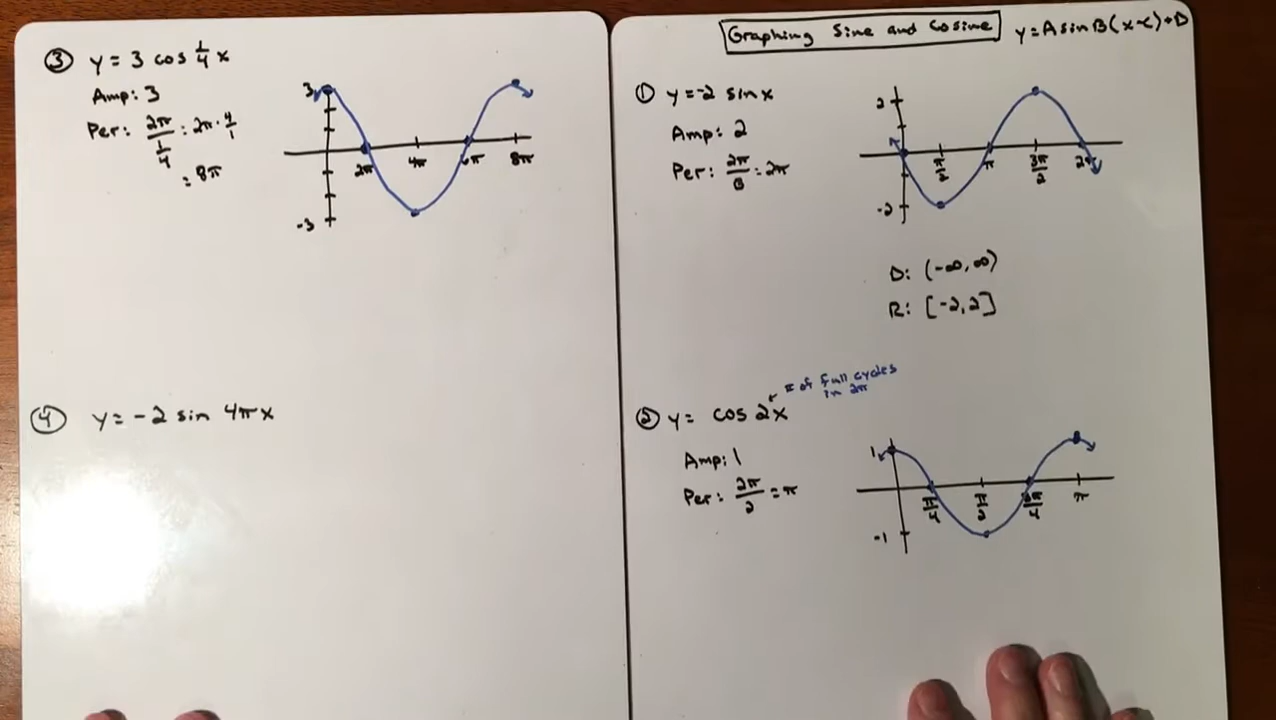 ③ y = 3 cos 1/4 x
Amp: 3
Per: 2π/(1/4) = 2π · 4/1
= 8π
3
-3
2π 4π 6π 8π
④ y = -2 sin 4πx
Graphing Sine and Cosine y = A sin B(x-c)+D
① y = -2 sin x
Amp: 2
Per: 2π/B = 2π
2
-2
π/2 π 3π/2 2π
D: (-∞, ∞)
R: [-2, 2]
# of full cycles
in 2π
② y = cos 2x
Amp: 1
Per: 2π/2 = π
1
-1
π/4 π/2 3π/4 π